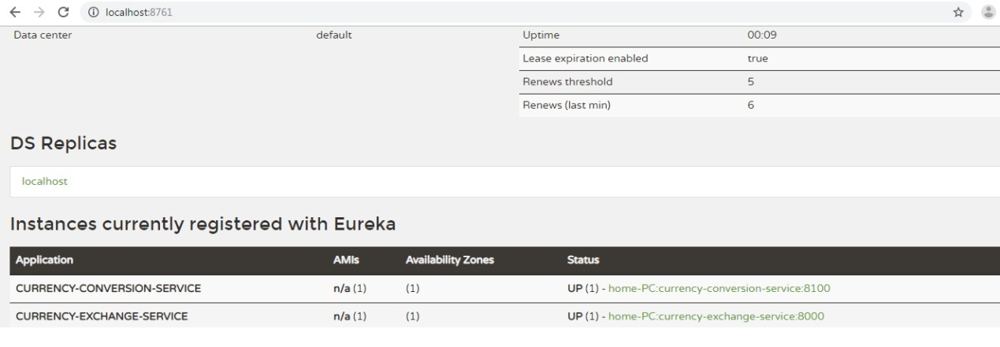 localhost:8761
Data center default Uptime 00:09
Lease expiration enabled true
Renews threshold 5
Renews (last min) 6
DS Replicas
localhost
Instances currently registered with Eureka
Application AMIs Availability Zones Status
CURRENCY-CONVERSION-SERVICE n/a (1) (1) UP (1) - home-PC:currency-conversion-service:8100
CURRENCY-EXCHANGE-SERVICE n/a (1) (1) UP (1) - home-PC:currency-exchange-service:8000